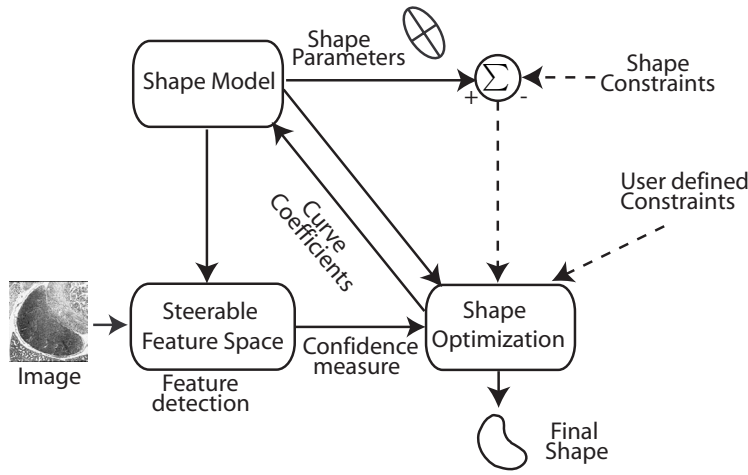 Shape
Parameters
Shape Model
Σ
+
-
Shape
Constraints
User defined
Constraints
Curve
Coefficients
Steerable
Feature Space
Shape
Optimization
Confidence
measure
Image
Feature
detection
Final
Shape